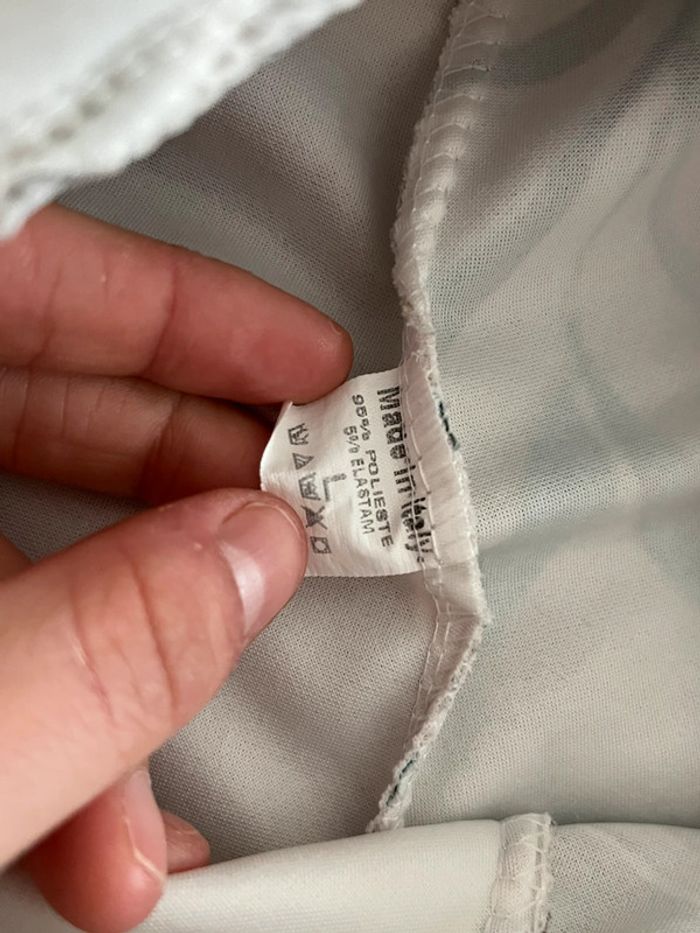 Made in Italy.
95% POLIESTE
5% ELASTAM
L